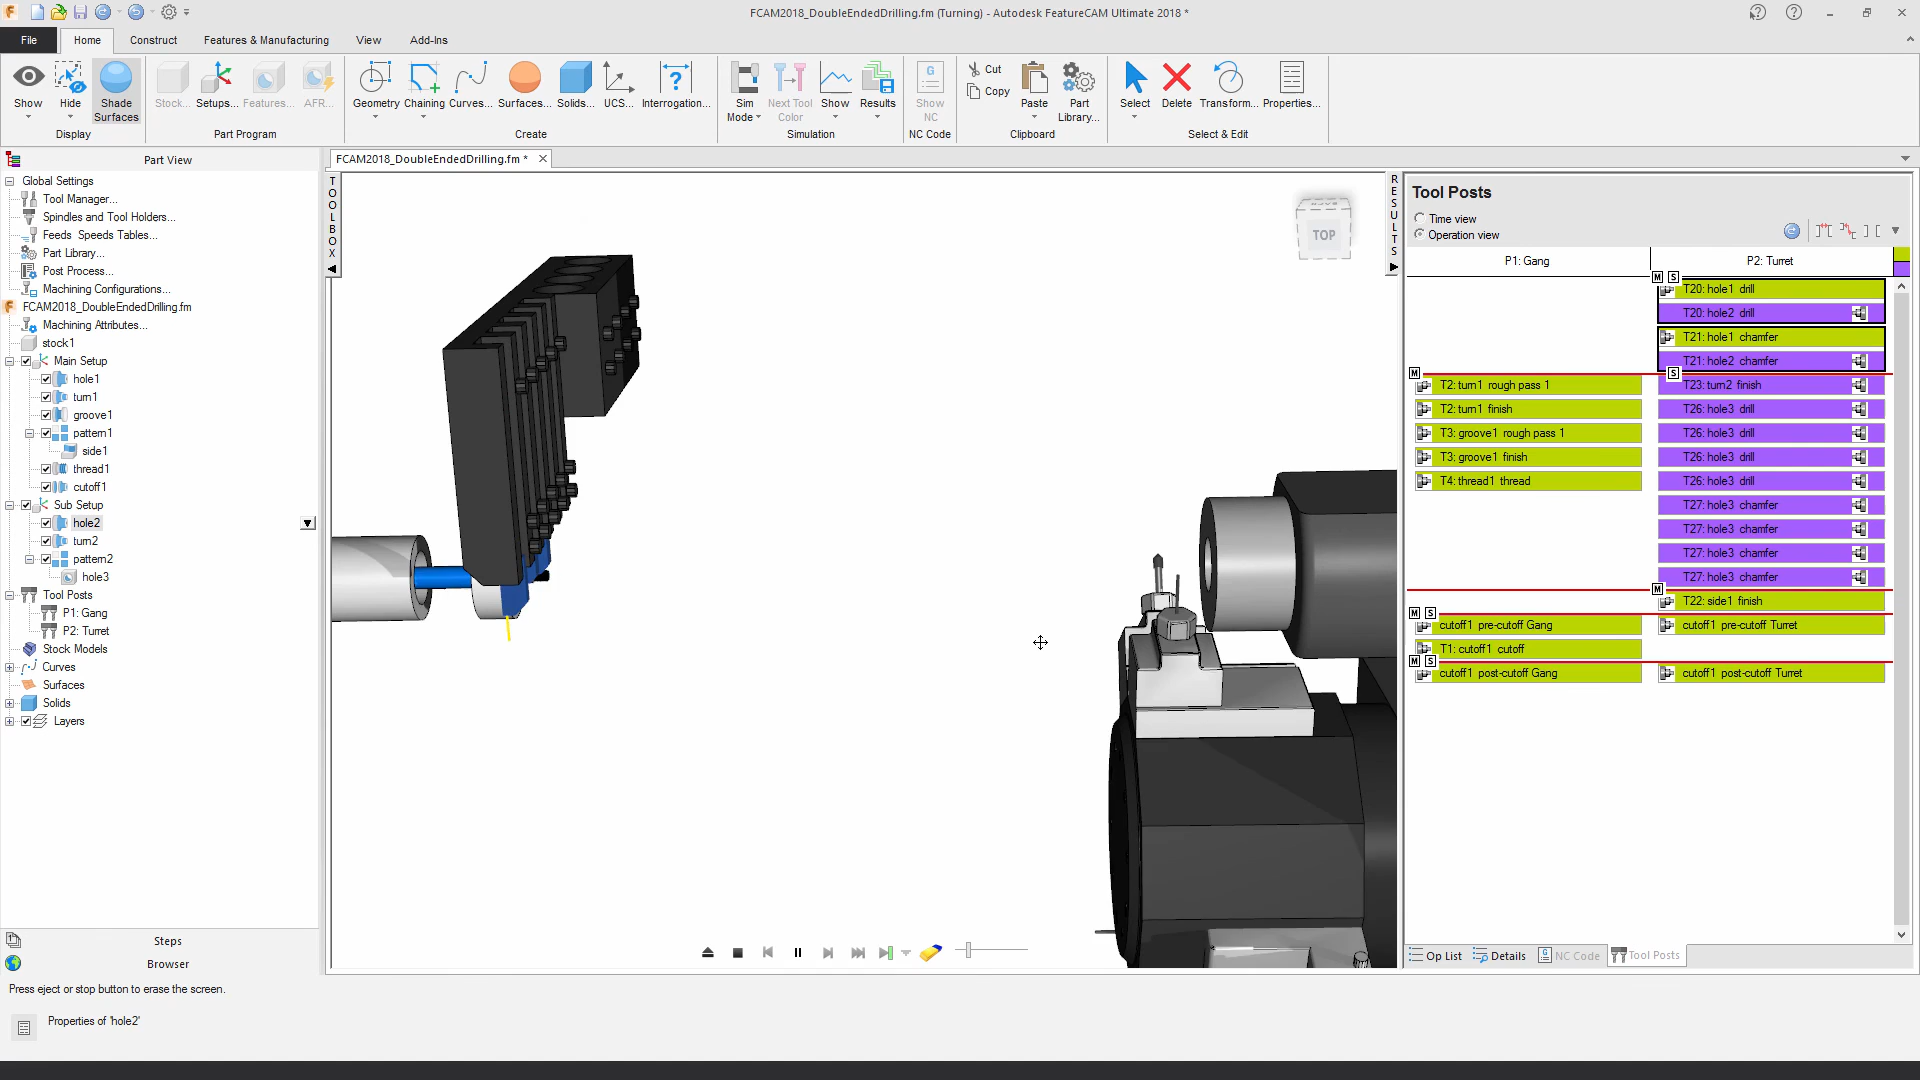 FCAM2018_DoubleEndedDrilling.fm (Turning) - Autodesk FeatureCAM Ultimate 2018 *
File Home Construct Features & Manufacturing View Add-Ins
Show Hide Shade Surfaces
Stock... Setups... Features... AFR...
Geometry Chaining Curves... Surfaces... Solids... UCS... Interrogation...
Sim Mode Next Tool Color Show Results
G
Show NC
Cut
Copy
Paste Part Library...
Select Delete Transform... Properties...
Display Part Program Create Simulation NC Code Clipboard Select & Edit
Part View
Global Settings
Tool Manager...
Spindles and Tool Holders...
Feeds Speeds Tables...
Part Library...
Post Process...
Machining Configurations...
FCAM2018_DoubleEndedDrilling.fm
Machining Attributes...
stock1
Main Setup
hole1
turn1
groove1
pattern1
side1
thread1
cutoff1
Sub Setup
hole2
turn2
pattern2
hole3
Tool Posts
P1: Gang
P2: Turret
Stock Models
Curves
Surfaces
Solids
Layers
Steps
Browser
FCAM2018_DoubleEndedDrilling.fm *
TOOLBOX
TOP
RESULTS
Tool Posts
Time view
Operation view
P1: Gang P2: Turret
M S
T20: hole1 drill
T20: hole2 drill
T21: hole1 chamfer
T21: hole2 chamfer
M S
T2: turn1 rough pass 1 T23: turn2 finish
T2: turn1 finish T26: hole3 drill
T3: groove1 rough pass 1 T26: hole3 drill
T3: groove1 finish T26: hole3 drill
T4: thread1 thread T26: hole3 drill
T27: hole3 chamfer
T27: hole3 chamfer
T27: hole3 chamfer
T27: hole3 chamfer
M
T22: side1 finish
M S
cutoff1 pre-cutoff Gang cutoff1 pre-cutoff Turret
T1: cutoff1 cutoff
M S
cutoff1 post-cutoff Gang cutoff1 post-cutoff Turret
Op List Details G NC Code Tool Posts
Press eject or stop button to erase the screen.
Properties of 'hole2'